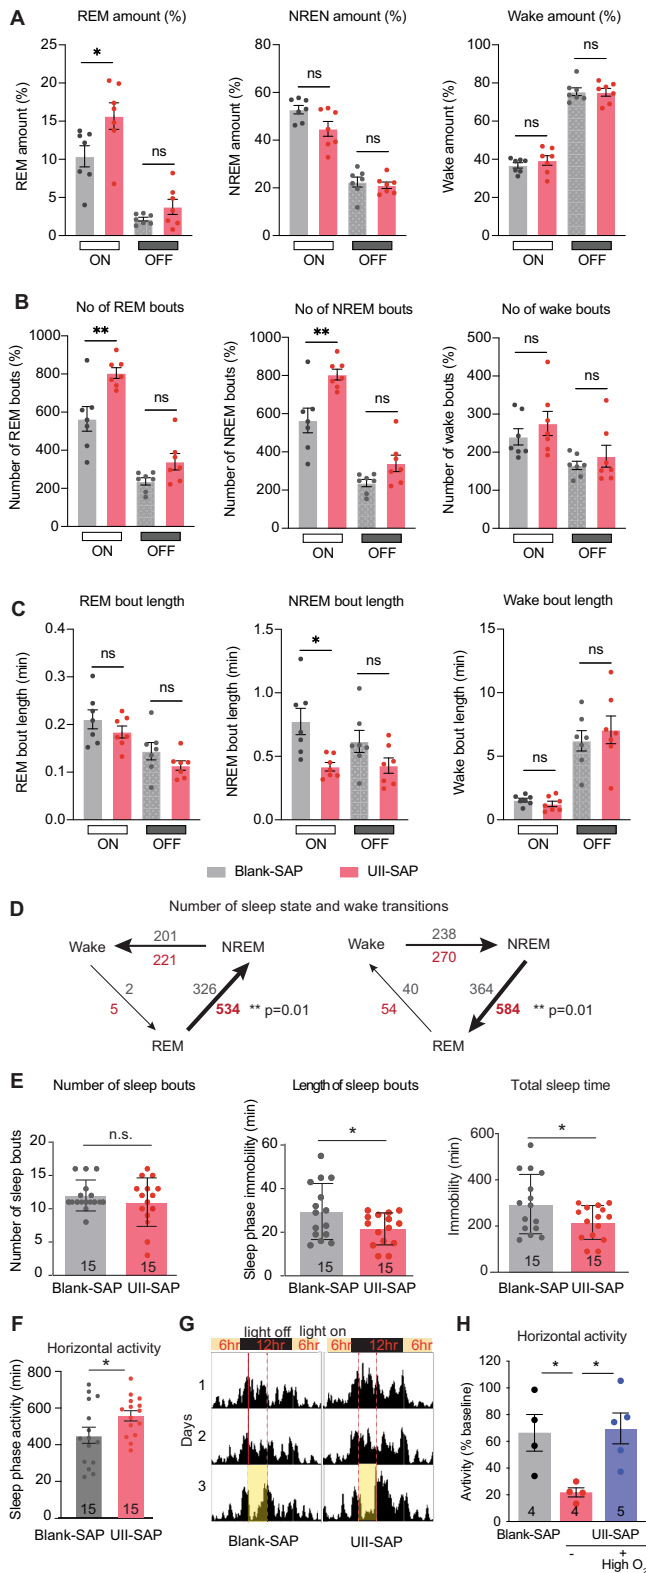 A
REM amount (%)
NREN amount (%)
Wake amount (%)
REM amount (%)
25
20
15
10
5
0
*
ns
ON
OFF
NREM amount (%)
80
60
40
20
0
ns
ns
ON
OFF
Wake amount (%)
100
80
60
40
20
0
ns
ns
ON
OFF
B
No of REM bouts
No of NREM bouts
No of wake bouts
Number of REM bouts (%)
1000
800
600
400
200
0
**
ns
ON
OFF
Number of NREM bouts (%)
1000
800
600
400
200
0
**
ns
ON
OFF
Number of wake bouts (%)
500
400
300
200
100
0
ns
ns
ON
OFF
C
REM bout length
NREM bout length
Wake bout length
REM bout length (min)
0.4
0.3
0.2
0.1
0.0
ns
ns
ON
OFF
NREM bout length (min)
1.5
1.0
0.5
0.0
*
ns
ON
OFF
Wake bout length (min)
15
10
5
0
ns
ns
ON
OFF
Blank-SAP
UII-SAP
D
Number of sleep state and wake transitions
Wake
201
221
NREM
2
5
326
534
** p=0.01
REM
Wake
238
270
NREM
40
54
364
584
** p=0.01
REM
E
Number of sleep bouts
Length of sleep bouts
Total sleep time
Number of sleep bouts
20
15
10
5
0
n.s.
15
15
Blank-SAP
UII-SAP
Sleep phase immobility (min)
60
40
20
0
*
15
15
Blank-SAP
UII-SAP
Immobility (min)
600
400
200
0
*
15
15
Blank-SAP
UII-SAP
F
Horizontal activity
Sleep phase activity (min)
800
600
400
200
0
*
15
15
Blank-SAP
UII-SAP
G
light off
light on
6hr
12hr
6hr
6hr
12hr
6hr
Days
1
2
3
Blank-SAP
UII-SAP
H
Horizontal activity
Avtivity (% baseline)
120
100
80
60
40
20
0
*
*
4
4
5
Blank-SAP
UII-SAP
-
+
High O₂